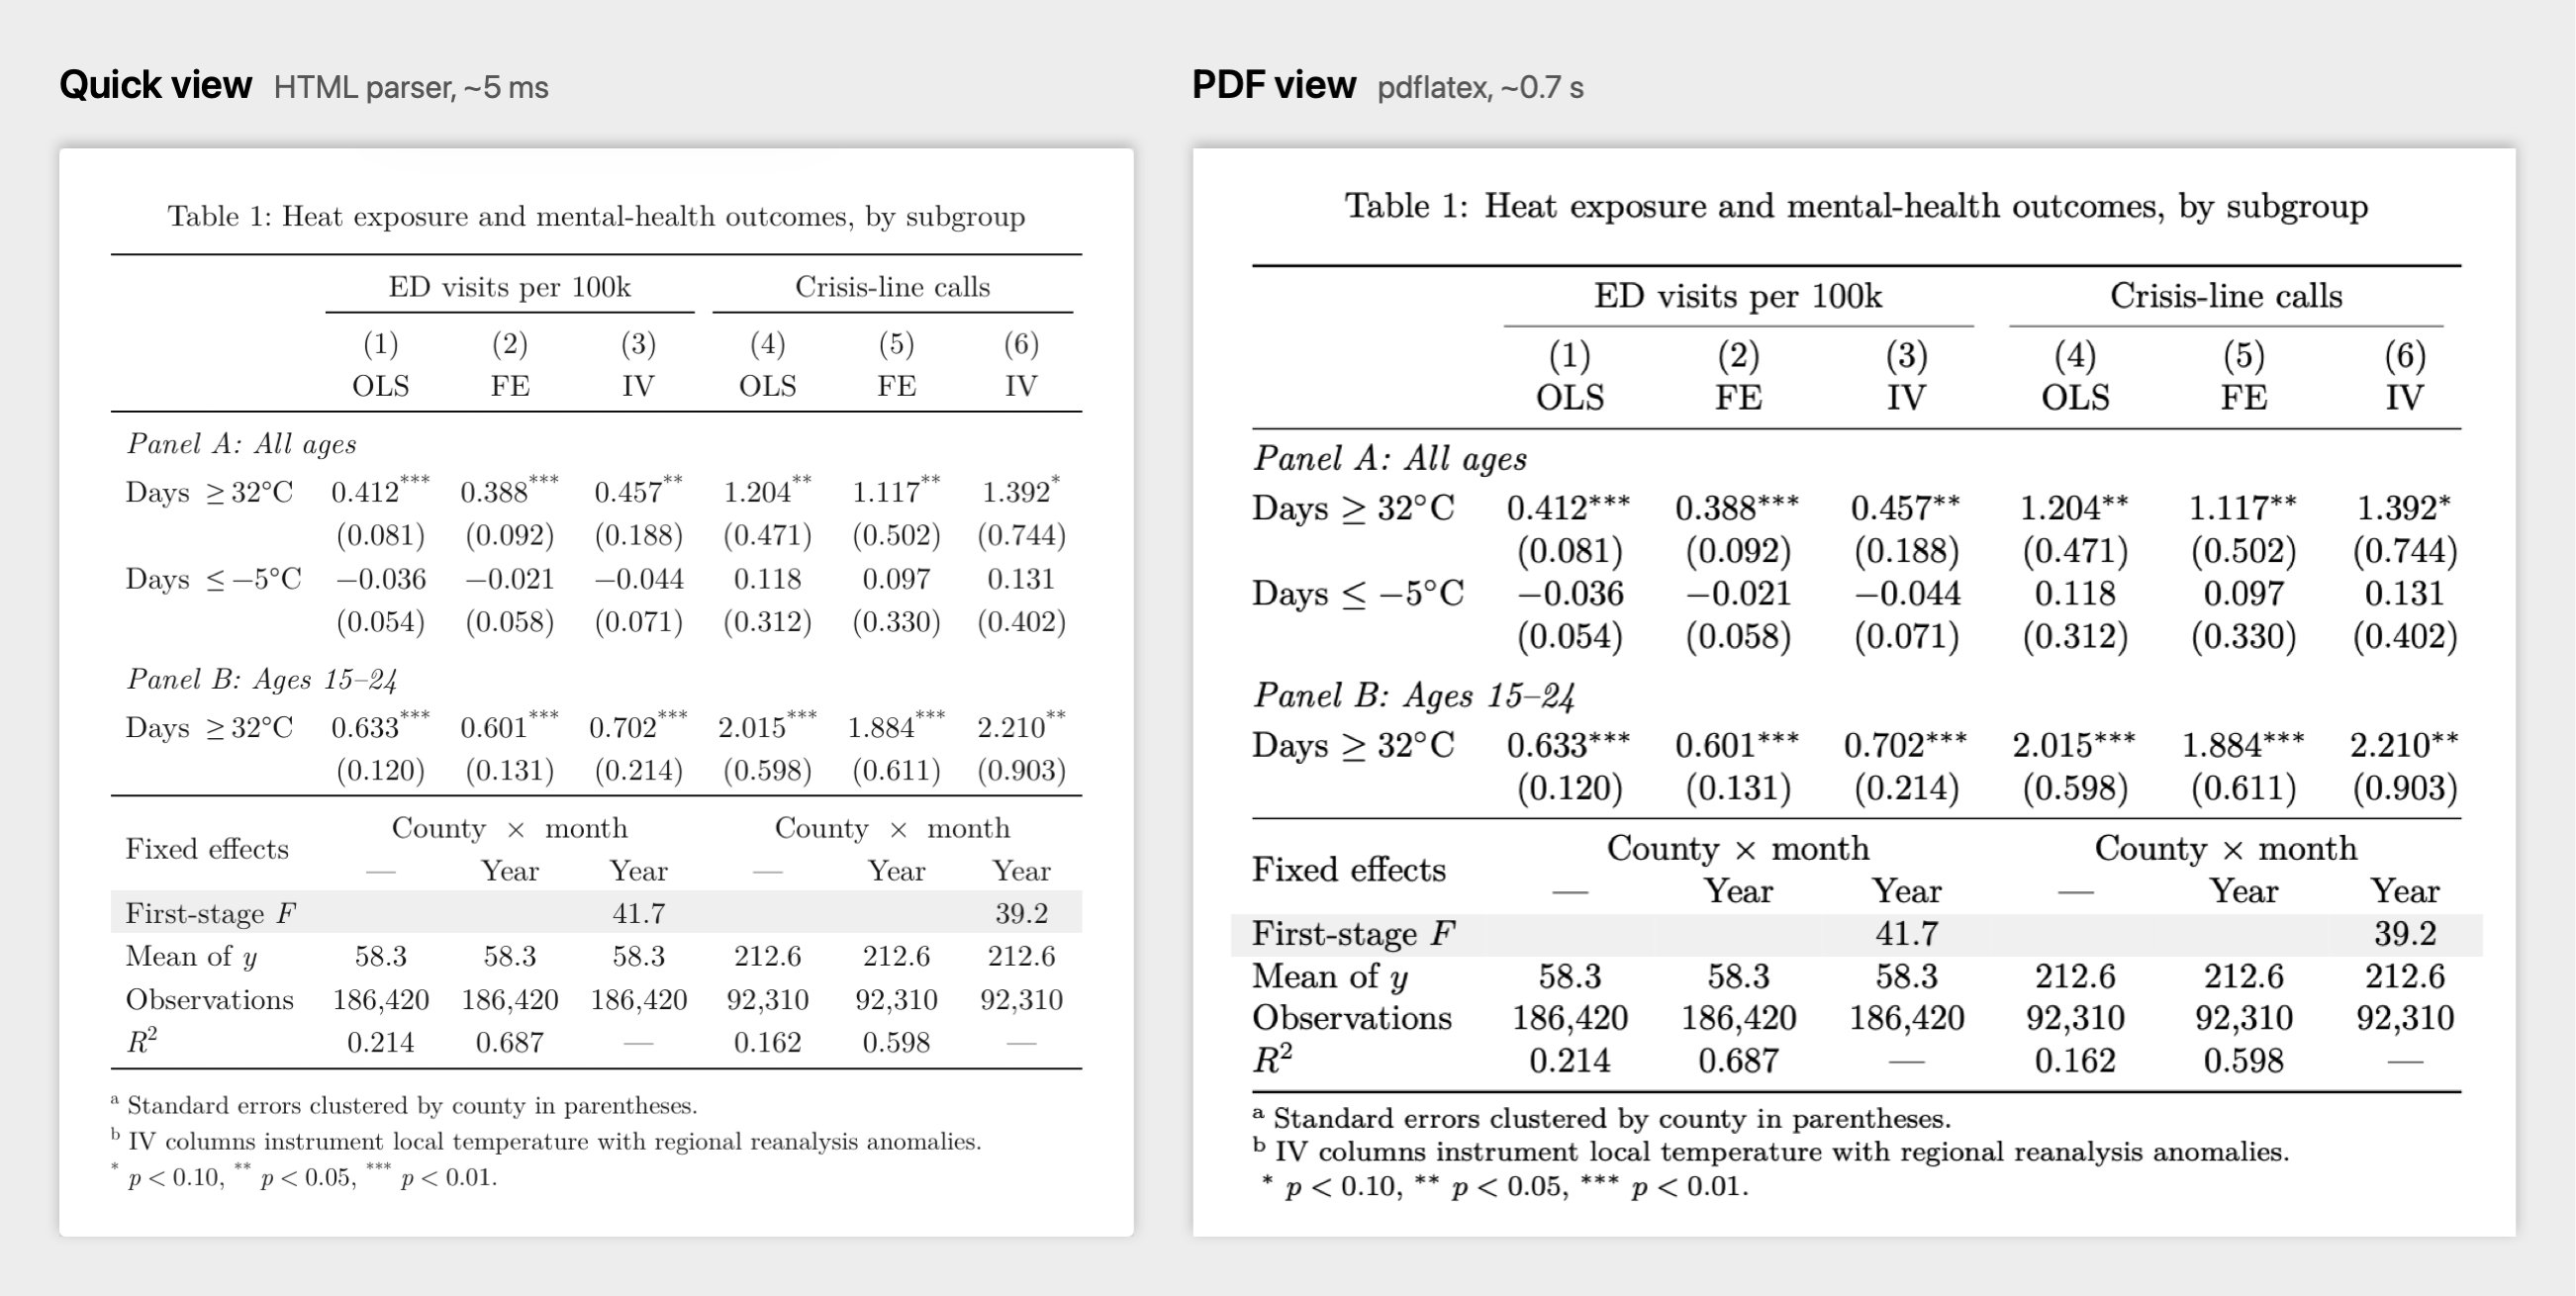 Quick view HTML parser, ~5 ms
Table 1: Heat exposure and mental-health outcomes, by subgroup
ED visits per 100k Crisis-line calls
(1) (2) (3) (4) (5) (6)
OLS FE IV OLS FE IV
Panel A: All ages
Days ≥ 32°C 0.412*** 0.388*** 0.457** 1.204** 1.117** 1.392*
(0.081) (0.092) (0.188) (0.471) (0.502) (0.744)
Days ≤ −5°C −0.036 −0.021 −0.044 0.118 0.097 0.131
(0.054) (0.058) (0.071) (0.312) (0.330) (0.402)
Panel B: Ages 15–24
Days ≥ 32°C 0.633*** 0.601*** 0.702*** 2.015*** 1.884*** 2.210**
(0.120) (0.131) (0.214) (0.598) (0.611) (0.903)
County × month County × month
Fixed effects
— Year Year — Year Year
First-stage F 41.7 39.2
Mean of y 58.3 58.3 58.3 212.6 212.6 212.6
Observations 186,420 186,420 186,420 92,310 92,310 92,310
R² 0.214 0.687 — 0.162 0.598 —
ᵃ Standard errors clustered by county in parentheses.
ᵇ IV columns instrument local temperature with regional reanalysis anomalies.
* p < 0.10, ** p < 0.05, *** p < 0.01.
PDF view pdflatex, ~0.7 s
Table 1: Heat exposure and mental-health outcomes, by subgroup
ED visits per 100k Crisis-line calls
(1) (2) (3) (4) (5) (6)
OLS FE IV OLS FE IV
Panel A: All ages
Days ≥ 32°C 0.412*** 0.388*** 0.457** 1.204** 1.117** 1.392*
(0.081) (0.092) (0.188) (0.471) (0.502) (0.744)
Days ≤ −5°C −0.036 −0.021 −0.044 0.118 0.097 0.131
(0.054) (0.058) (0.071) (0.312) (0.330) (0.402)
Panel B: Ages 15–24
Days ≥ 32°C 0.633*** 0.601*** 0.702*** 2.015*** 1.884*** 2.210**
(0.120) (0.131) (0.214) (0.598) (0.611) (0.903)
County × month County × month
Fixed effects
— Year Year — Year Year
First-stage F 41.7 39.2
Mean of y 58.3 58.3 58.3 212.6 212.6 212.6
Observations 186,420 186,420 186,420 92,310 92,310 92,310
R² 0.214 0.687 — 0.162 0.598 —
ᵃ Standard errors clustered by county in parentheses.
ᵇ IV columns instrument local temperature with regional reanalysis anomalies.
* p < 0.10, ** p < 0.05, *** p < 0.01.